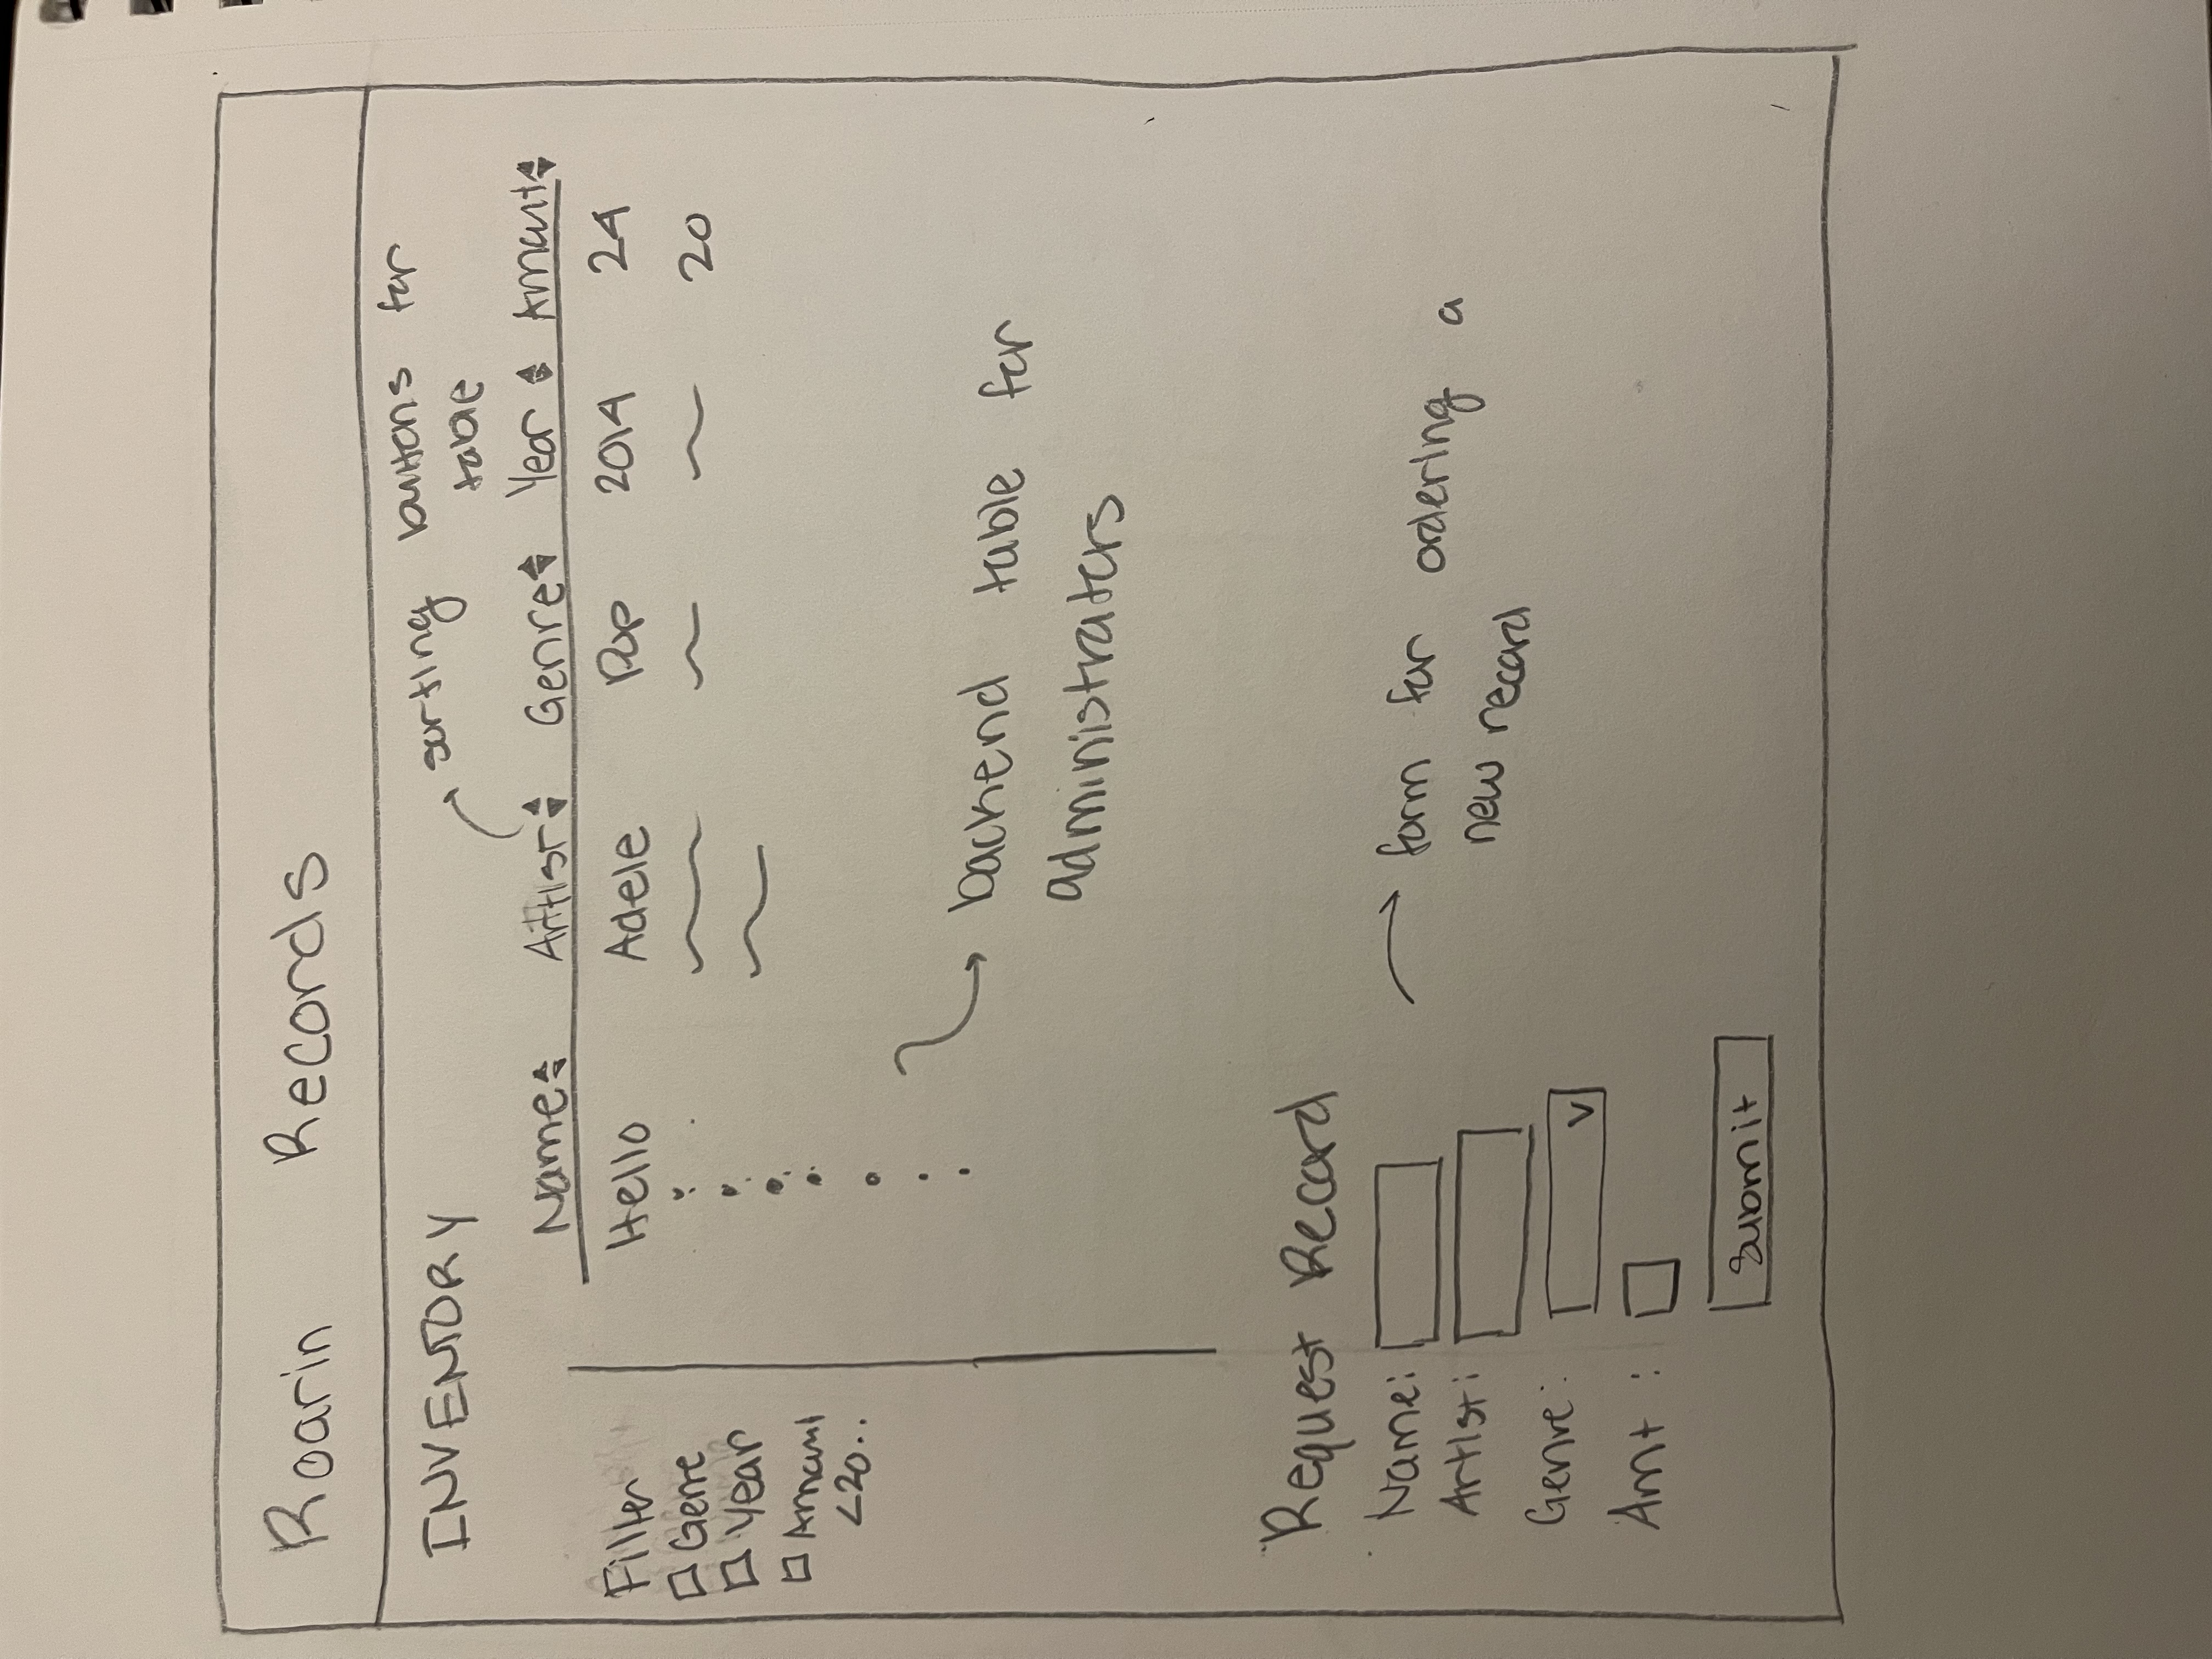 Roarin Records
INVENTORY
sorting buttons for
table
Name Artist Genre Year Amount
Filter
Hello Adele Pop 2014 24
Genre
20
Year
Amount
<20..
backend table for
administraters
Request Record
Name:
form for ordering a
new record
Artist:
Genre:
V
Amt :
Submit